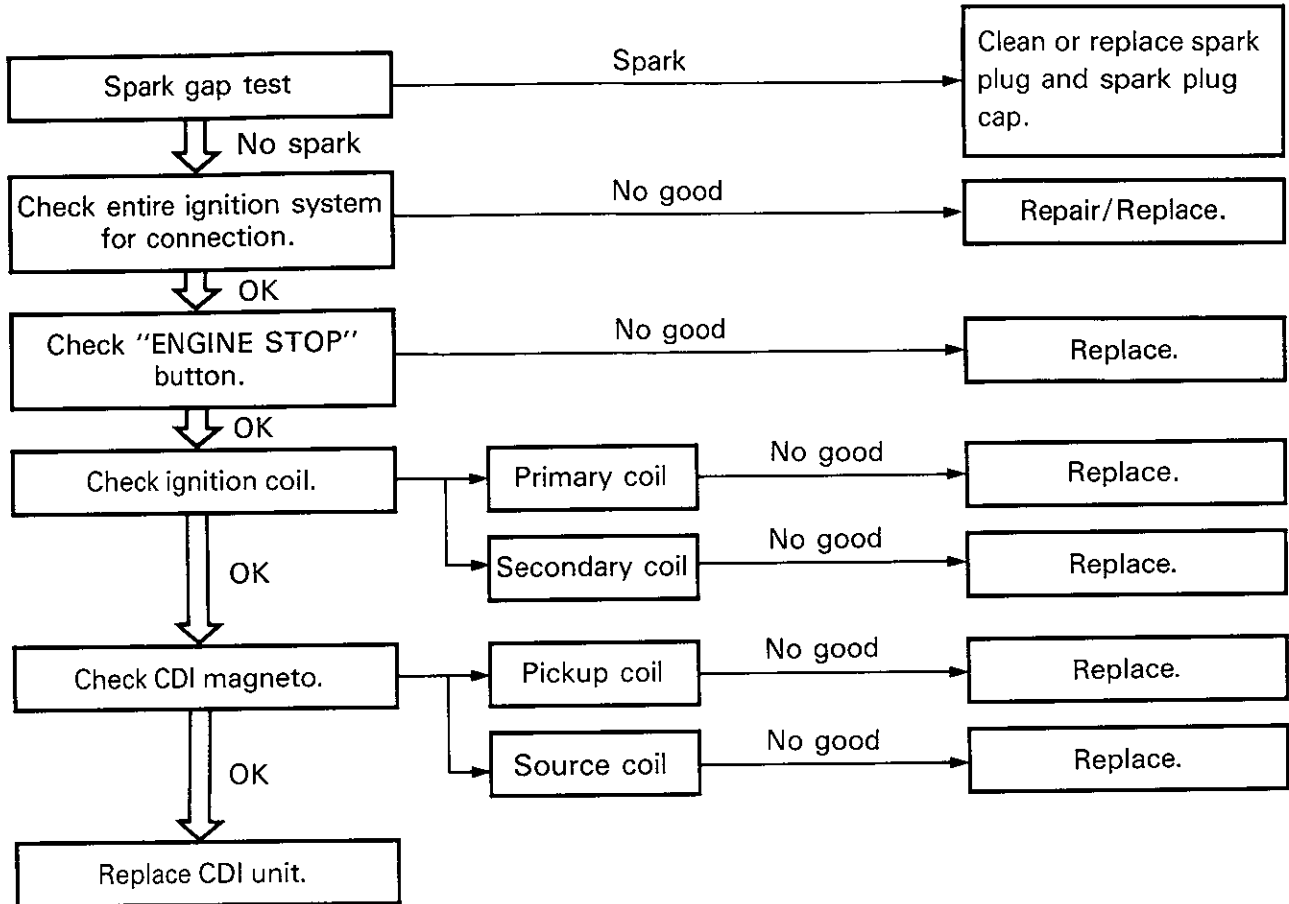 Spark gap test
Spark
Clean or replace spark
plug and spark plug
cap.
No spark
Check entire ignition system
for connection.
No good
Repair/Replace.
OK
Check "ENGINE STOP"
button.
No good
Replace.
OK
Check ignition coil.
Primary coil
No good
Replace.
Secondary coil
No good
Replace.
OK
Check CDI magneto.
Pickup coil
No good
Replace.
Source coil
No good
Replace.
OK
Replace CDI unit.